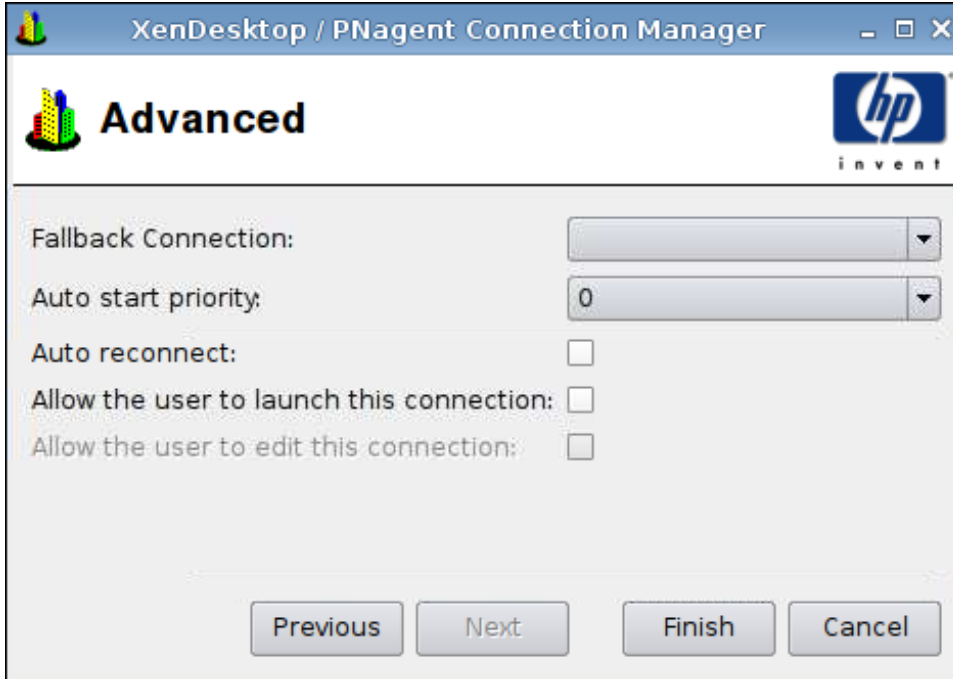 XenDesktop / PNagent Connection Manager
Advanced
hp
invent
Fallback Connection:
Auto start priority: 0
Auto reconnect:
Allow the user to launch this connection:
Allow the user to edit this connection:
Previous Next Finish Cancel